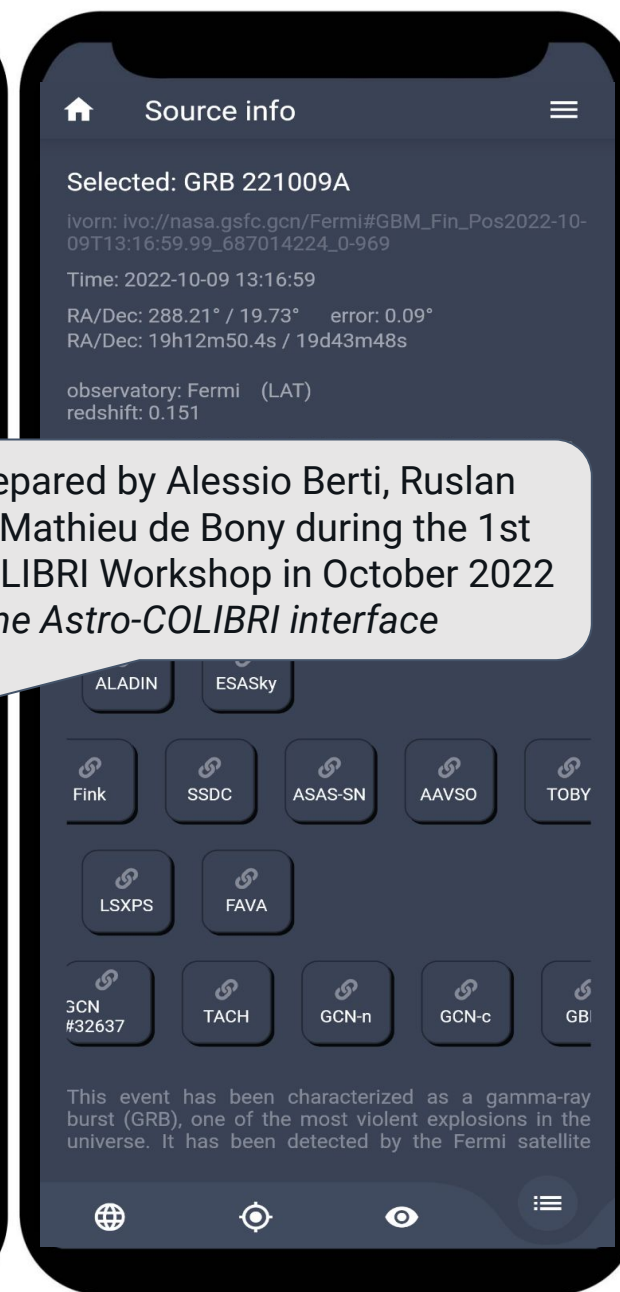 Source info
Selected: GRB 221009A
ivorn: ivo://nasa.gsfc.gcn/Fermi#GBM_Fin_Pos2022-10-
09T13:16:59.99_687014224_0-969
Time: 2022-10-09 13:16:59
RA/Dec: 288.21° / 19.73° error: 0.09°
RA/Dec: 19h12m50.4s / 19d43m48s
observatory: Fermi (LAT)
redshift: 0.151
epared by Alessio Berti, Ruslan
Mathieu de Bony during the 1st
LIBRI Workshop in October 2022
ne Astro-COLIBRI interface
ALADIN ESASky
Fink SSDC ASAS-SN AAVSO TOBY
LSXPS FAVA
GCN
#32637 TACH GCN-n GCN-c GB
This event has been characterized as a gamma-ray
burst (GRB), one of the most violent explosions in the
universe. It has been detected by the Fermi satellite